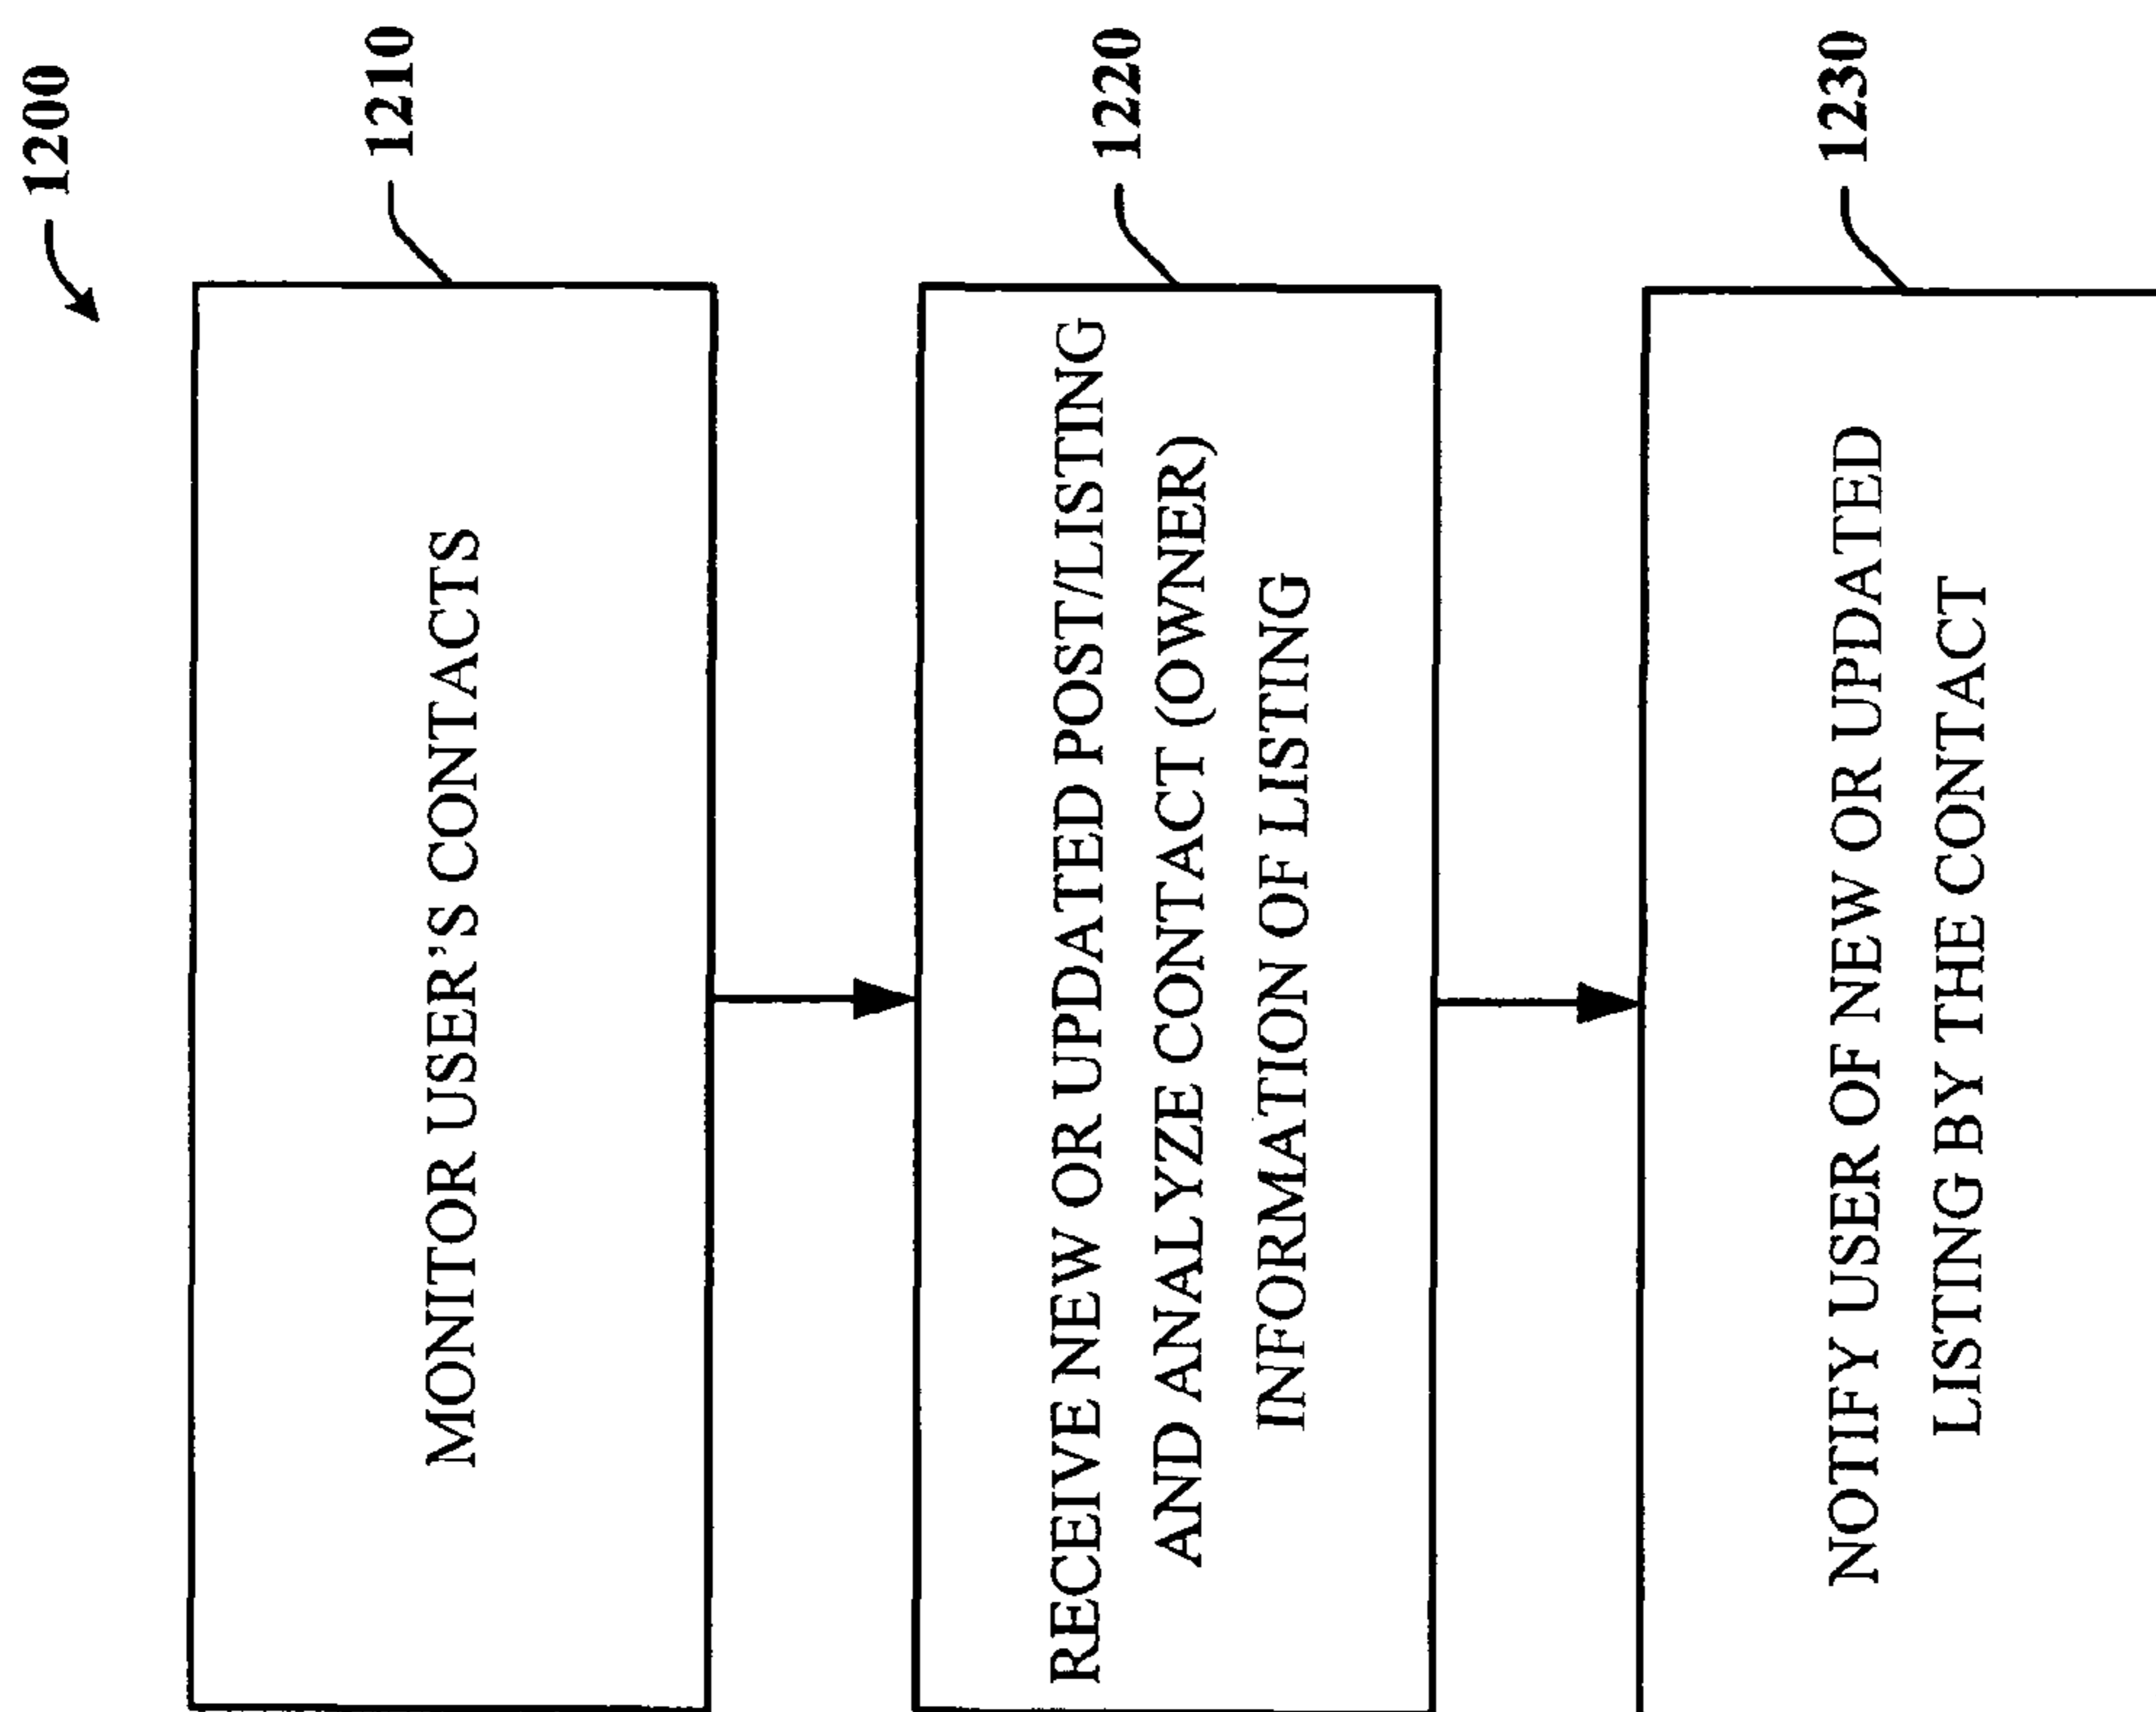 1200
1210
MONITOR USER'S CONTACTS
1220
RECEIVE NEW OR UPDATED POST/LISTING
AND ANALYZE CONTACT (OWNER)
INFORMATION OF LISTING
1230
NOTIFY USER OF NEW OR UPDATED
LISTING BY THE CONTACT